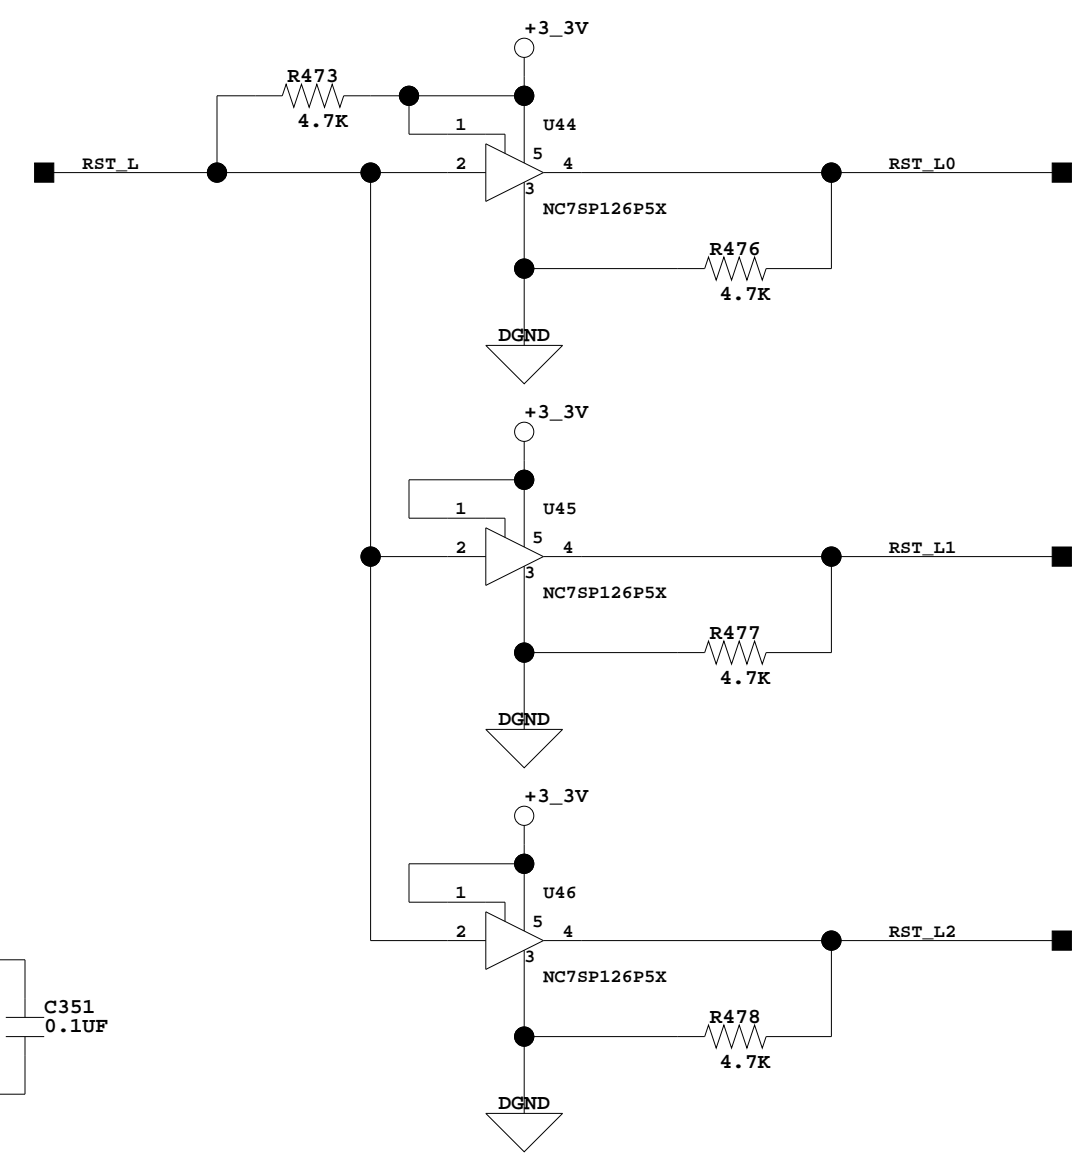 +3_3V
R473
4.7K
1
U44
RST_L
2
5
4
3
RST_L0
NC7SP126P5X
R476
4.7K
DGND
+3_3V
1
U45
2
5
4
3
RST_L1
NC7SP126P5X
R477
4.7K
DGND
+3_3V
1
U46
2
5
4
3
RST_L2
NC7SP126P5X
C351
0.1UF
R478
4.7K
DGND